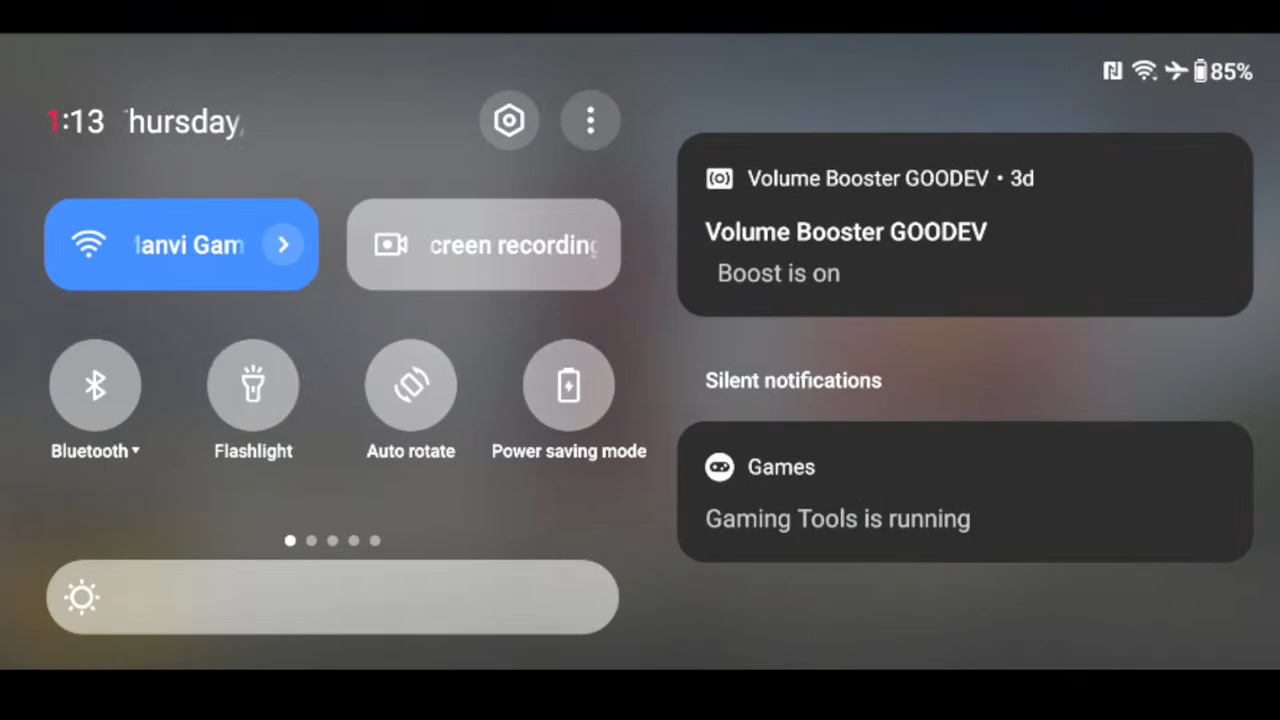 85%
1:13 hursday,
anvi Gam
creen recording
Bluetooth
Flashlight
Auto rotate
Power saving mode
Volume Booster GOODEV • 3d
Volume Booster GOODEV
Boost is on
Silent notifications
Games
Gaming Tools is running